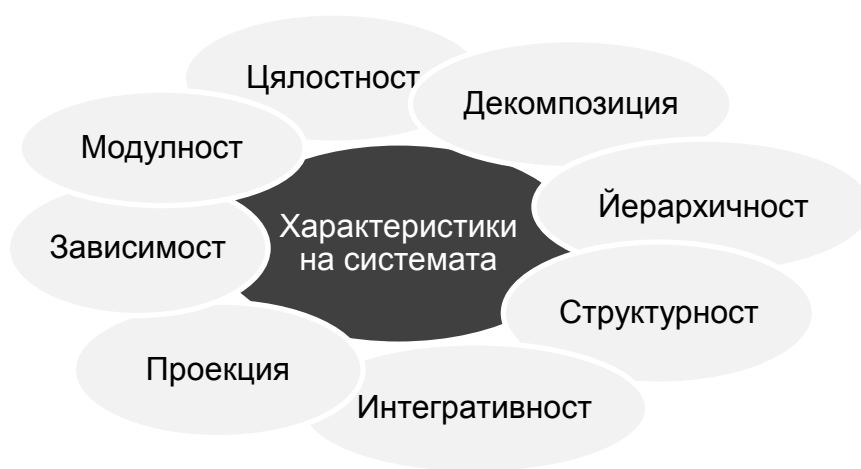 Цялостност
Декомпозиция
Модулност
Йерархичност
Характеристики
на системата
Зависимост
Структурност
Проекция
Интегративност